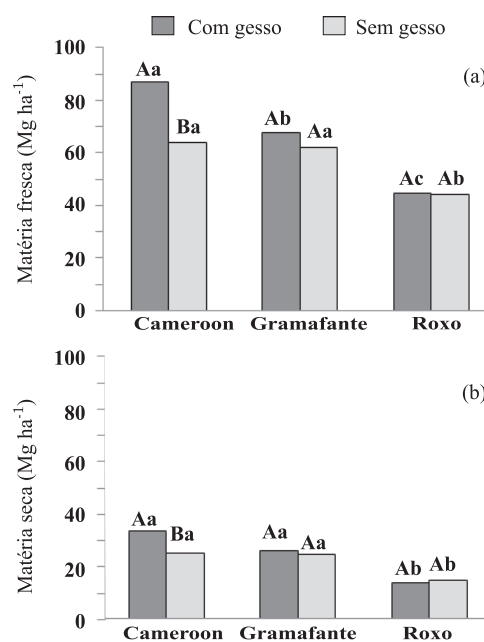 Com gesso Sem gesso
Matéria fresca (Mg ha-1)
100
80
60
40
20
0
(a)
Aa
Ba
Ab
Aa
Ac Ab
Cameroon Gramafante Roxo
Matéria seca (Mg ha-1)
100
80
60
40
20
0
(b)
Aa
Ba
Aa
Aa
Ab Ab
Cameroon Gramafante Roxo